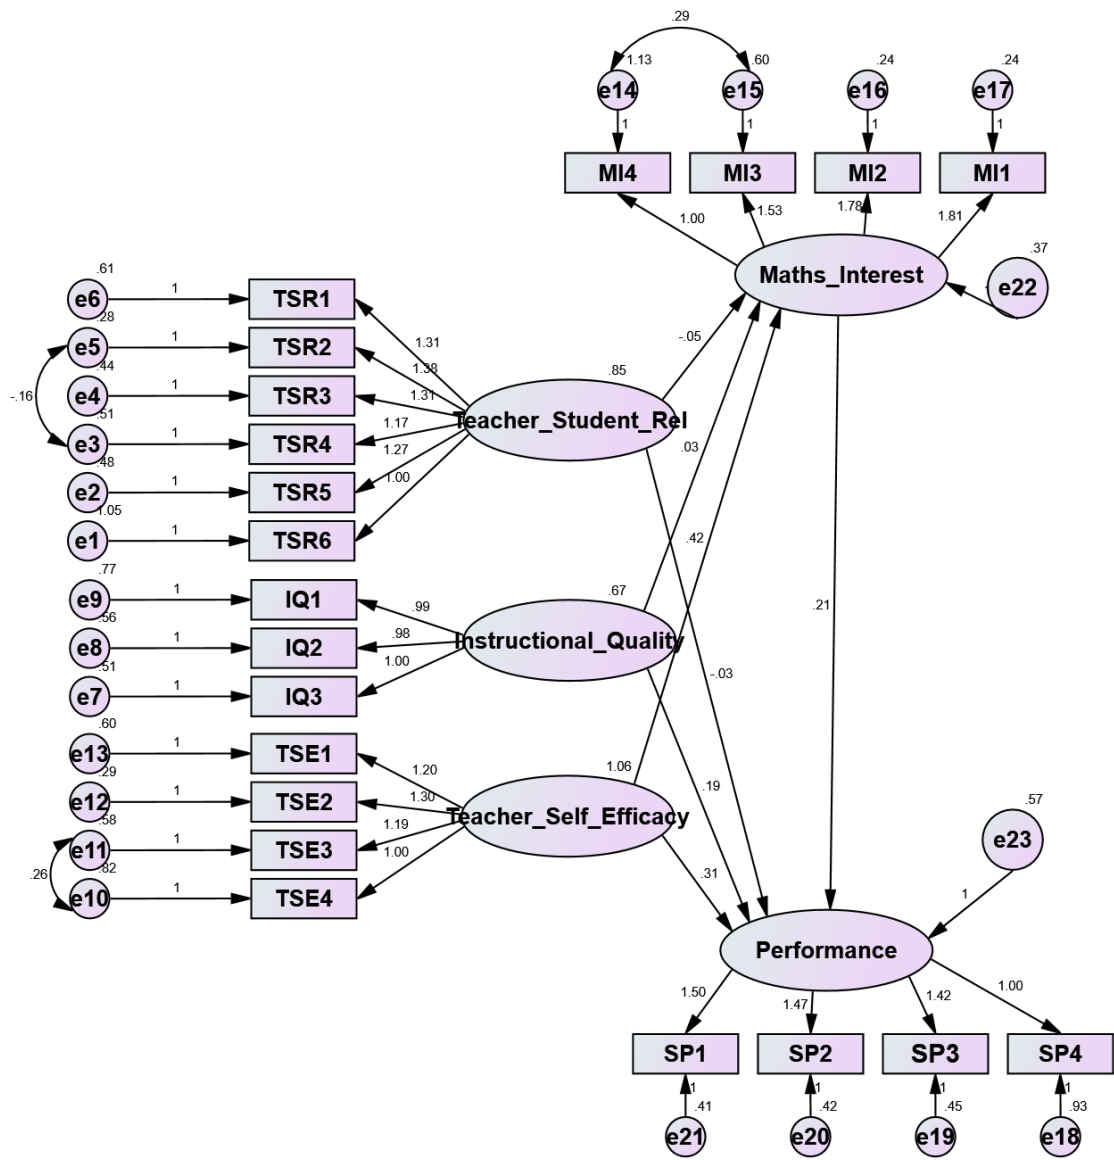 .29
1.13 .60 .24 .24
e14 e15 e16 e17
1 1 1 1
MI4 MI3 MI2 MI1
1.00 1.53 1.78 1.81
Maths_Interest
.37
e22
.61
e6 1 TSR1
.28
e5 1 TSR2
.44
e4 1 TSR3
.51
e3 1 TSR4
.48
e2 1 TSR5
1.05
e1 1 TSR6
-.16
1.31
1.38
1.31
1.17
1.27
1.00
.85
Teacher_Student_Rel
-.05
.03
.42
-.03
.21
.77
e9 1 IQ1
.56
e8 1 IQ2
.51
e7 1 IQ3
.99
.98
1.00
.67
Instructional_Quality
.19
.60
e13 1 TSE1
.29
e12 1 TSE2
.58
e11 1 TSE3
.82
e10 1 TSE4
.26
1.20
1.30
1.19
1.00
1.06
Teacher_Self_Efficacy
.31
.57
e23
1
Performance
1.50 1.47 1.42 1.00
SP1 SP2 SP3 SP4
1 1 1 1
.41 .42 .45 .93
e21 e20 e19 e18